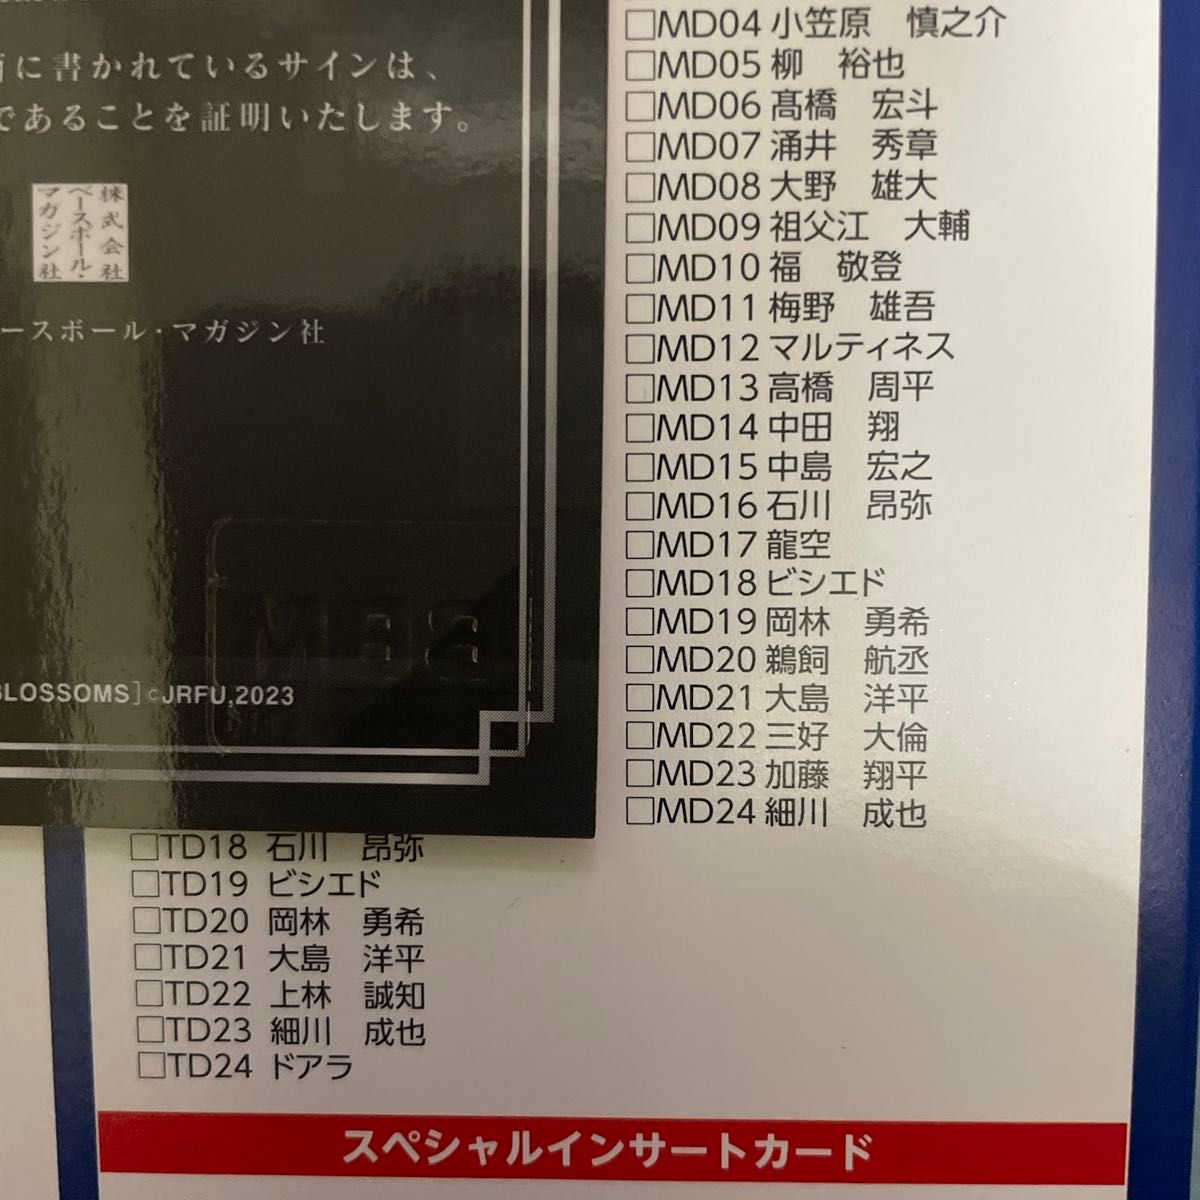 に書かれているサインは、
であることを証明いたします。
株式会社
ベースボール・
マガジン社
ースボール・マガジン社
BBM
BLOSSOMS]©JRFU,2023
□MD04 小笠原　慎之介
□MD05 柳　裕也
□MD06 髙橋　宏斗
□MD07 涌井　秀章
□MD08 大野　雄大
□MD09 祖父江　大輔
□MD10 福　敬登
□MD11 梅野　雄吾
□MD12 マルティネス
□MD13 高橋　周平
□MD14 中田　翔
□MD15 中島　宏之
□MD16 石川　昂弥
□MD17 龍空
□MD18 ビシエド
□MD19 岡林　勇希
□MD20 鵜飼　航丞
□MD21 大島　洋平
□MD22 三好　大倫
□MD23 加藤　翔平
□MD24 細川　成也
□TD18 石川　昂弥
□TD19 ビシエド
□TD20 岡林　勇希
□TD21 大島　洋平
□TD22 上林　誠知
□TD23 細川　成也
□TD24 ドアラ
スペシャルインサートカード